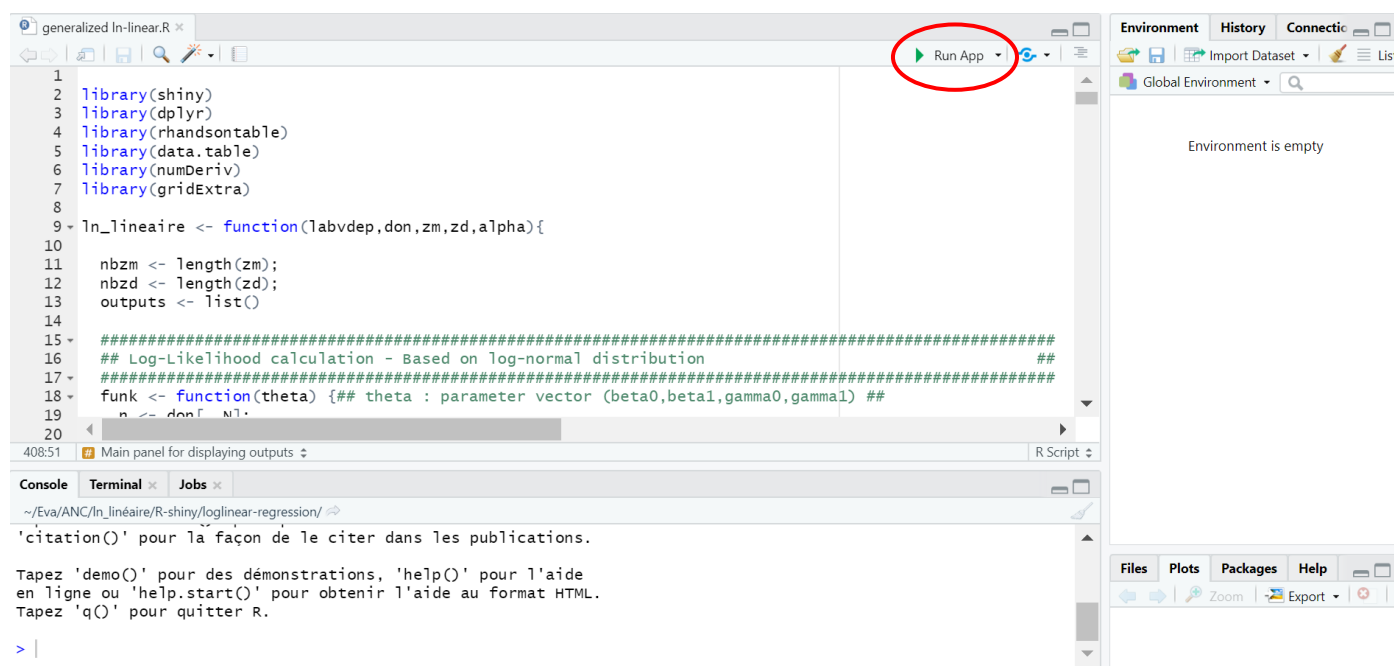 generalized ln-linear.R
Run App
1
2 library(shiny)
3 library(dplyr)
4 library(rhandsontable)
5 library(data.table)
6 library(numDeriv)
7 library(gridExtra)
8
9 ln_lineaire <- function(labvdep,don,zm,zd,alpha){
10
11 nbzm <- length(zm);
12 nbzd <- length(zd);
13 outputs <- list()
14
15 ####################################################################################################
16 ## Log-Likelihood calculation - Based on log-normal distribution ##
17 ####################################################################################################
18 funk <- function(theta) {## theta : parameter vector (beta0,beta1,gamma0,gamma1) ##
19 n <- don[ N];
20
408:51 # Main panel for displaying outputs R Script
Console Terminal Jobs
~/Eva/ANC/ln_linéaire/R-shiny/loglinear-regression/
'citation()' pour la façon de le citer dans les publications.
Tapez 'demo()' pour des démonstrations, 'help()' pour l'aide
en ligne ou 'help.start()' pour obtenir l'aide au format HTML.
Tapez 'q()' pour quitter R.
>
Environment History Connectic
Import Dataset Lis
Global Environment
Environment is empty
Files Plots Packages Help
Zoom Export